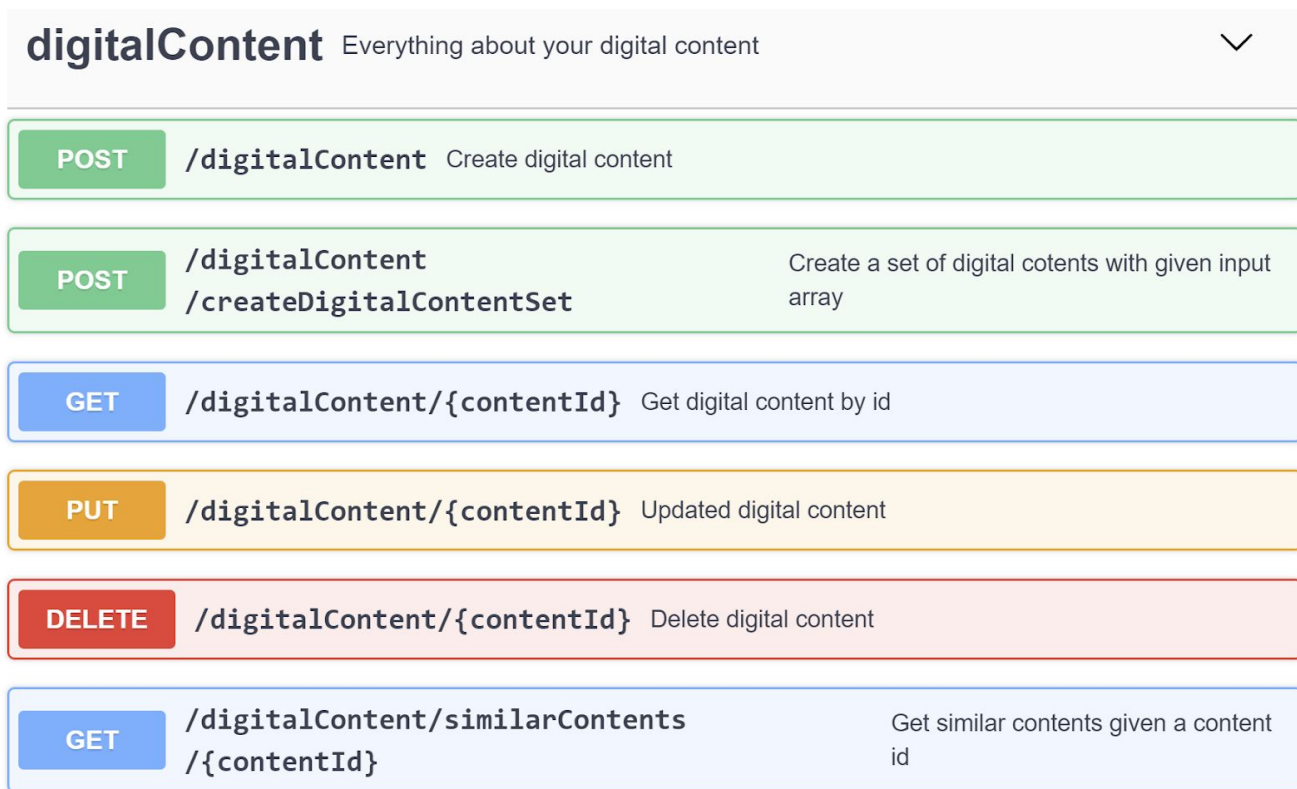 digitalContent Everything about your digital content
POST /digitalContent Create digital content
POST /digitalContent Create a set of digital cotents with given input
/createDigitalContentSet array
GET /digitalContent/{contentId} Get digital content by id
PUT /digitalContent/{contentId} Updated digital content
DELETE /digitalContent/{contentId} Delete digital content
GET /digitalContent/similarContents Get similar contents given a content
/{contentId} id